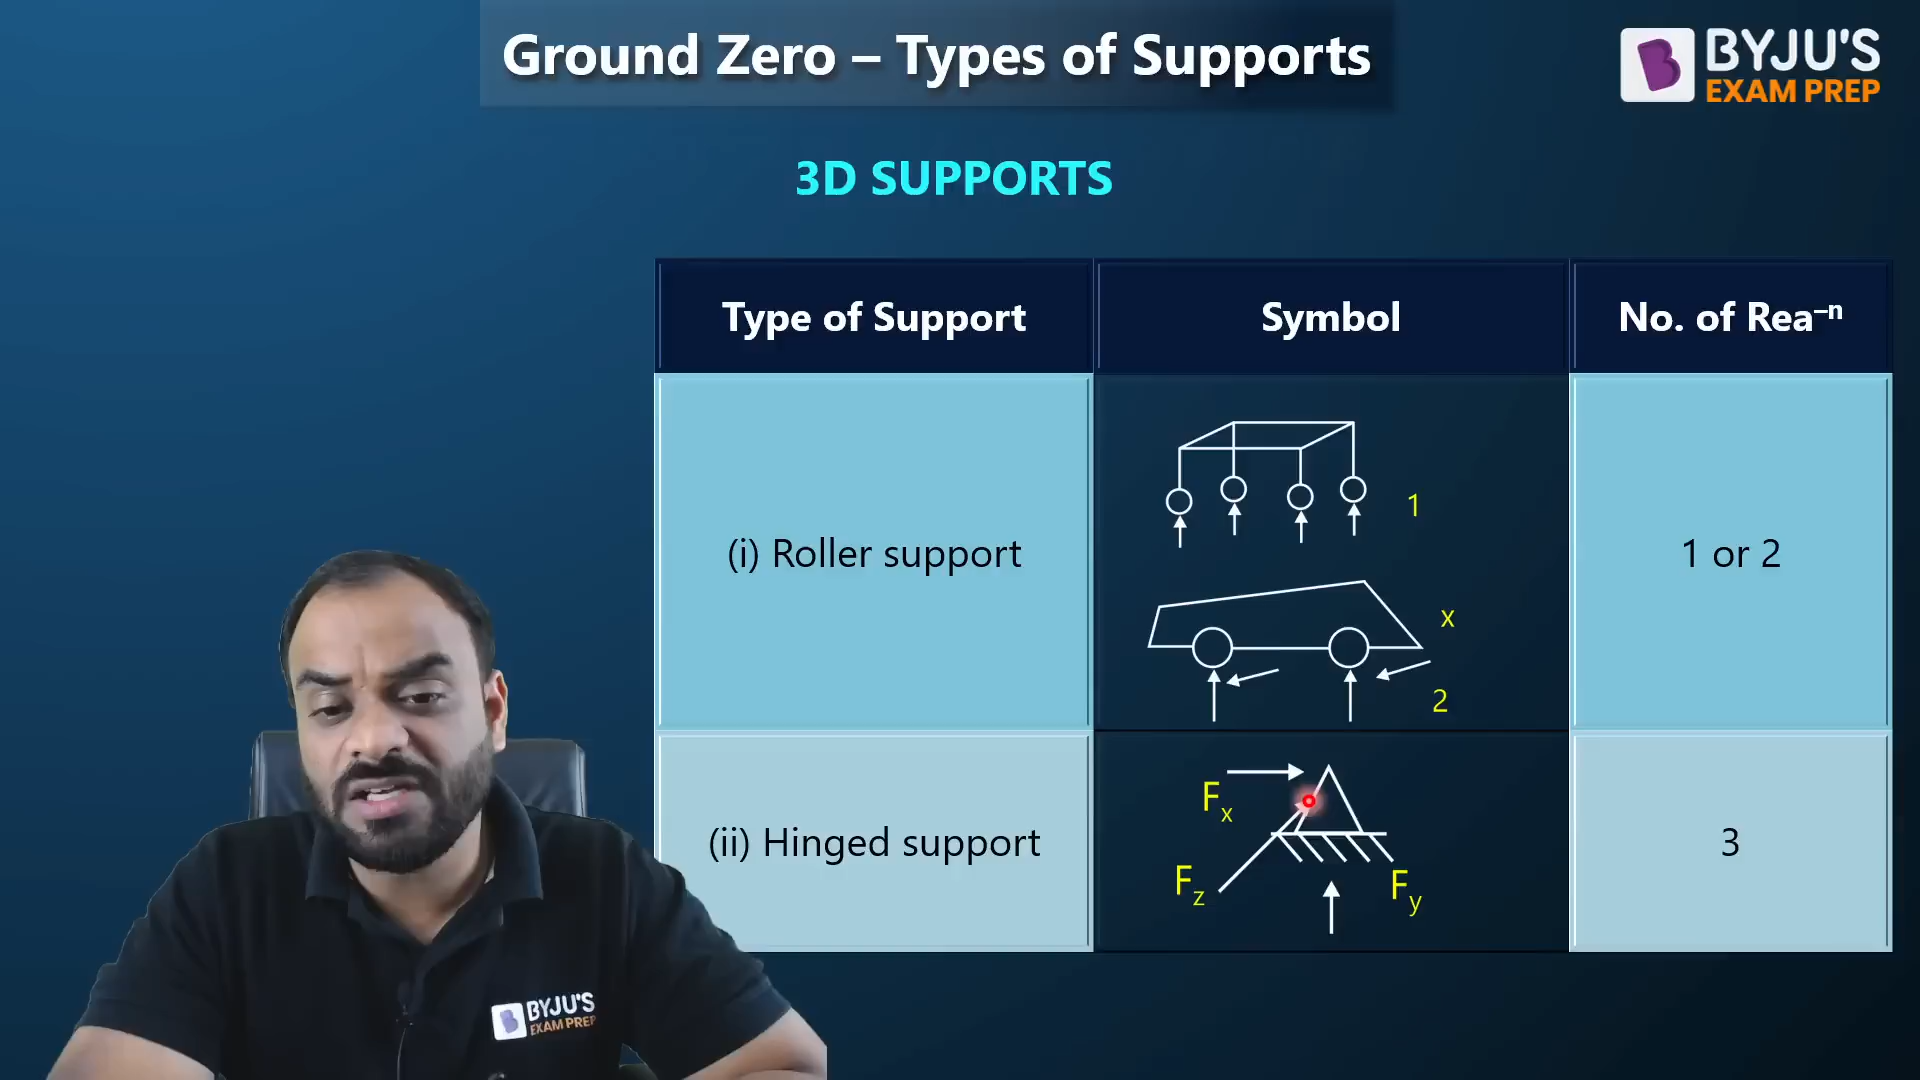 Ground Zero – Types of Supports
BYJU'S
EXAM PREP
3D SUPPORTS
Type of Support
Symbol
No. of Rea–n
(i) Roller support
1
x
2
1 or 2
(ii) Hinged support
Fx
Fz
Fy
3
BYJU'S
EXAM PREP